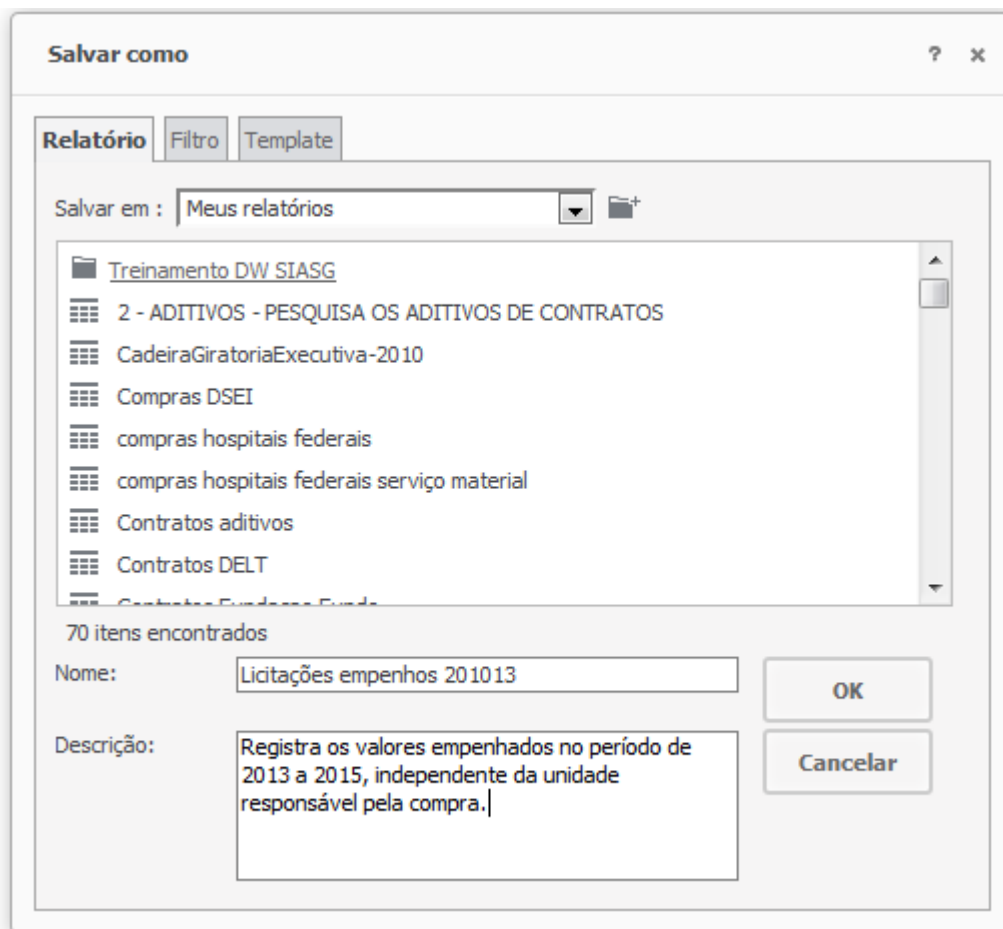 Salvar como ? ×
Relatório Filtro Template
Salvar em : Meus relatórios
Treinamento DW SIASG
2 - ADITIVOS - PESQUISA OS ADITIVOS DE CONTRATOS
CadeiraGiratoriaExecutiva-2010
Compras DSEI
compras hospitais federais
compras hospitais federais serviço material
Contratos aditivos
Contratos DELT
Contratos Fundacao Funda
70 itens encontrados
Nome: Licitações empenhos 201013
OK
Descrição: Registra os valores empenhados no período de
2013 a 2015, independente da unidade
responsável pela compra.
Cancelar